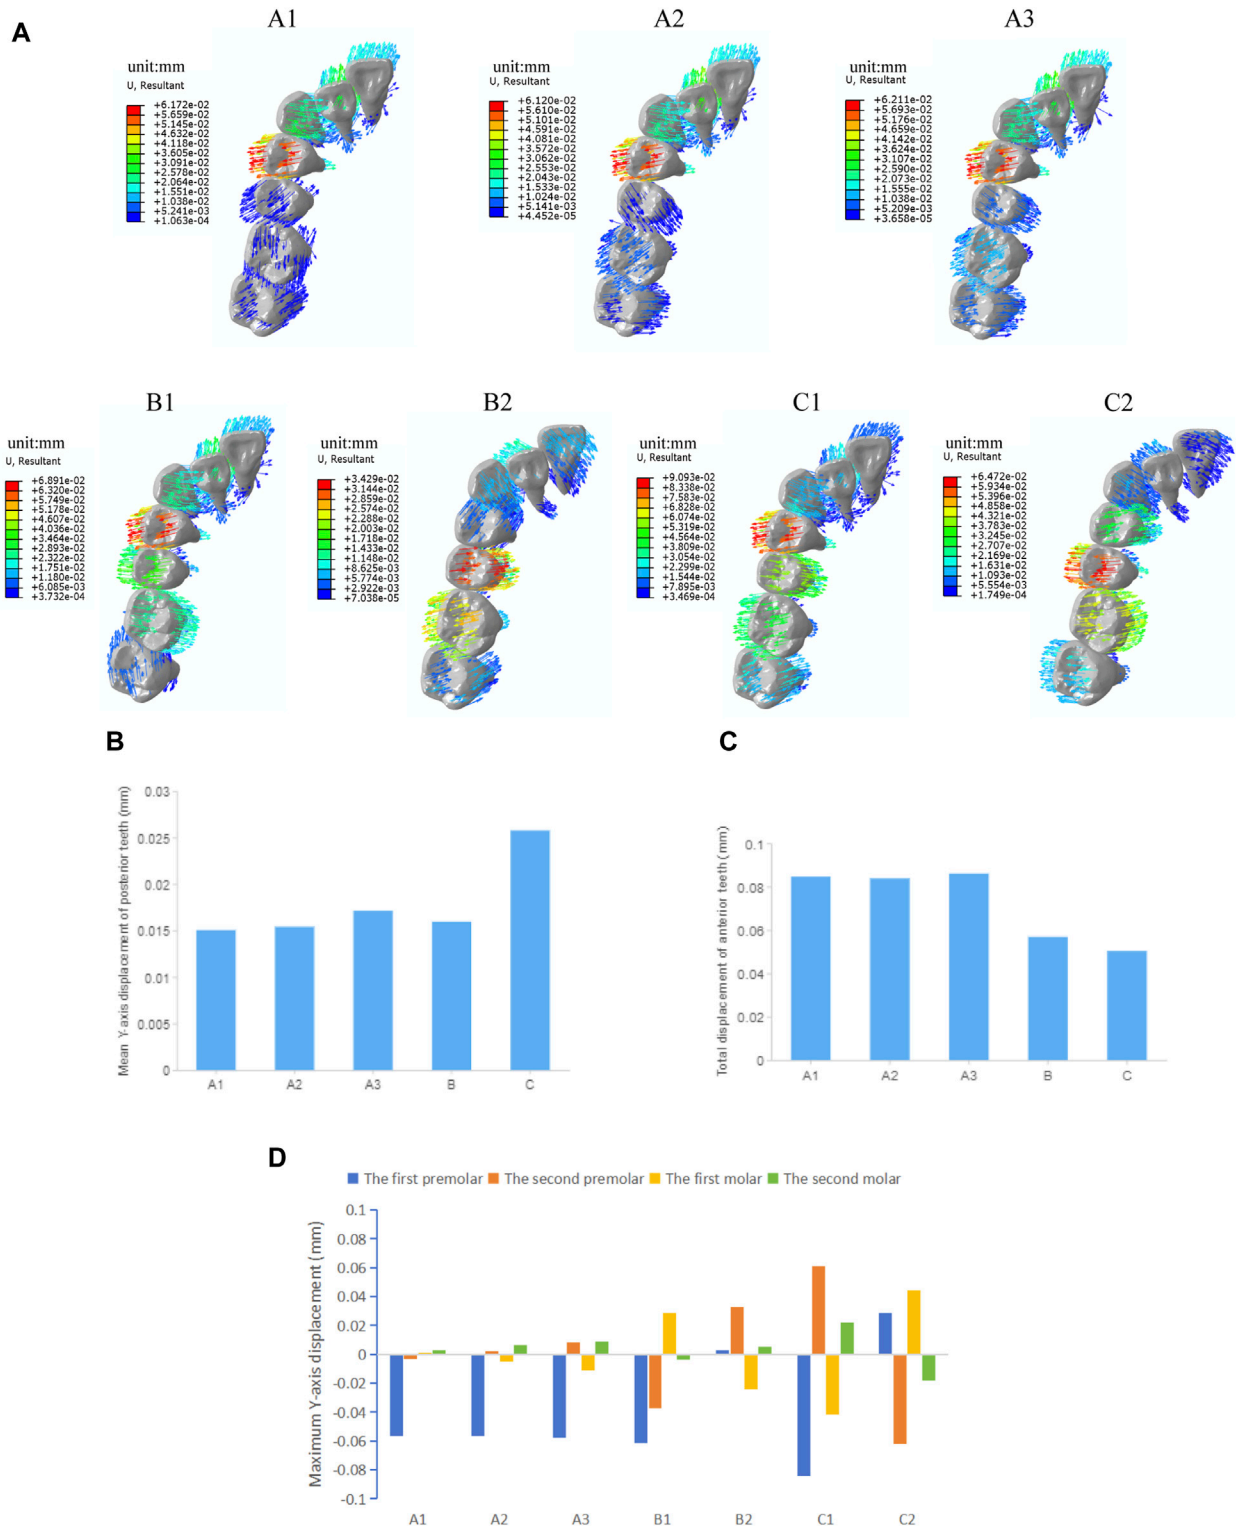 A
A1
unit:mm
U, Resultant
+6.172e-02
+5.659e-02
+5.145e-02
+4.632e-02
+4.118e-02
+3.605e-02
+3.091e-02
+2.578e-02
+2.064e-02
+1.551e-02
+1.038e-02
+5.241e-03
+1.063e-04
A2
unit:mm
U, Resultant
+6.120e-02
+5.610e-02
+5.101e-02
+4.591e-02
+4.081e-02
+3.572e-02
+3.062e-02
+2.553e-02
+2.043e-02
+1.533e-02
+1.024e-02
+5.141e-03
+4.452e-05
A3
unit:mm
U, Resultant
+6.211e-02
+5.693e-02
+5.176e-02
+4.659e-02
+4.142e-02
+3.624e-02
+3.107e-02
+2.590e-02
+2.073e-02
+1.555e-02
+1.038e-02
+5.209e-03
+3.658e-05
B1
unit:mm
U, Resultant
+6.891e-02
+6.320e-02
+5.749e-02
+5.178e-02
+4.607e-02
+4.036e-02
+3.464e-02
+2.893e-02
+2.322e-02
+1.751e-02
+1.180e-02
+6.085e-03
+3.732e-04
B2
unit:mm
U, Resultant
+3.429e-02
+3.144e-02
+2.859e-02
+2.574e-02
+2.288e-02
+2.003e-02
+1.718e-02
+1.433e-02
+1.148e-02
+8.625e-03
+5.774e-03
+2.922e-03
+7.038e-05
C1
unit:mm
U, Resultant
+9.093e-02
+8.338e-02
+7.583e-02
+6.828e-02
+6.074e-02
+5.319e-02
+4.564e-02
+3.809e-02
+3.054e-02
+2.299e-02
+1.544e-02
+7.895e-03
+3.469e-04
C2
unit:mm
U, Resultant
+6.472e-02
+5.934e-02
+5.396e-02
+4.858e-02
+4.321e-02
+3.783e-02
+3.245e-02
+2.707e-02
+2.169e-02
+1.631e-02
+1.093e-02
+5.554e-03
+1.749e-04
B
Mean Y-axis displacement of posterior teeth (mm)
0.03
0.025
0.02
0.015
0.01
0.005
0
A1 A2 A3 B C
C
Total displacement of anterior teeth (mm)
0.1
0.08
0.06
0.04
0.02
0
A1 A2 A3 B C
D
The first premolar The second premolar The first molar The second molar
Maximum Y-axis displacement (mm)
0.1
0.08
0.06
0.04
0.02
0
-0.02
-0.04
-0.06
-0.08
-0.1
A1 A2 A3 B1 B2 C1 C2